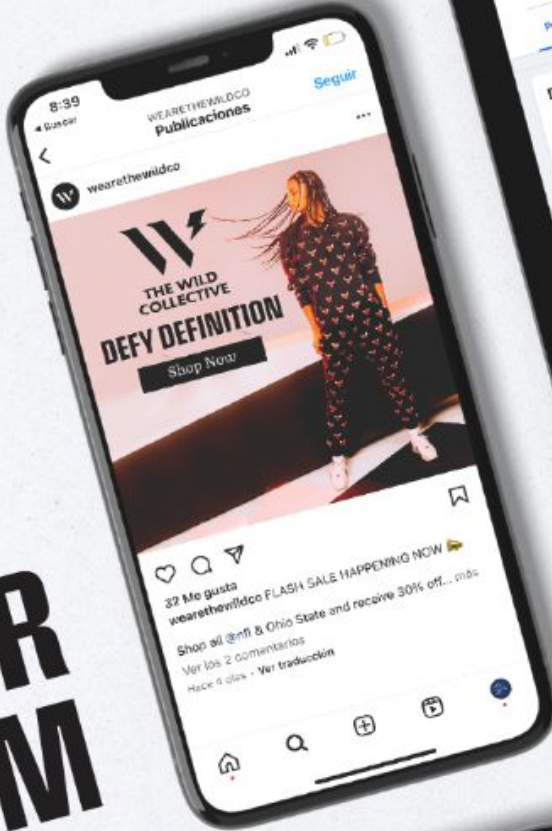 8:39
Buscar
WEARETHEWILDCO
Publicaciones
Seguir
wearethewildco
W
THE WILD
COLLECTIVE
DEFY DEFINITION
Shop Now
32 Me gusta
wearethewildco FLASH SALE HAPPENING NOW
Shop all @nfl & Ohio State and receive 30% off... más
Ver los 2 comentarios
Hace 6 días · Ver traducción
R
M